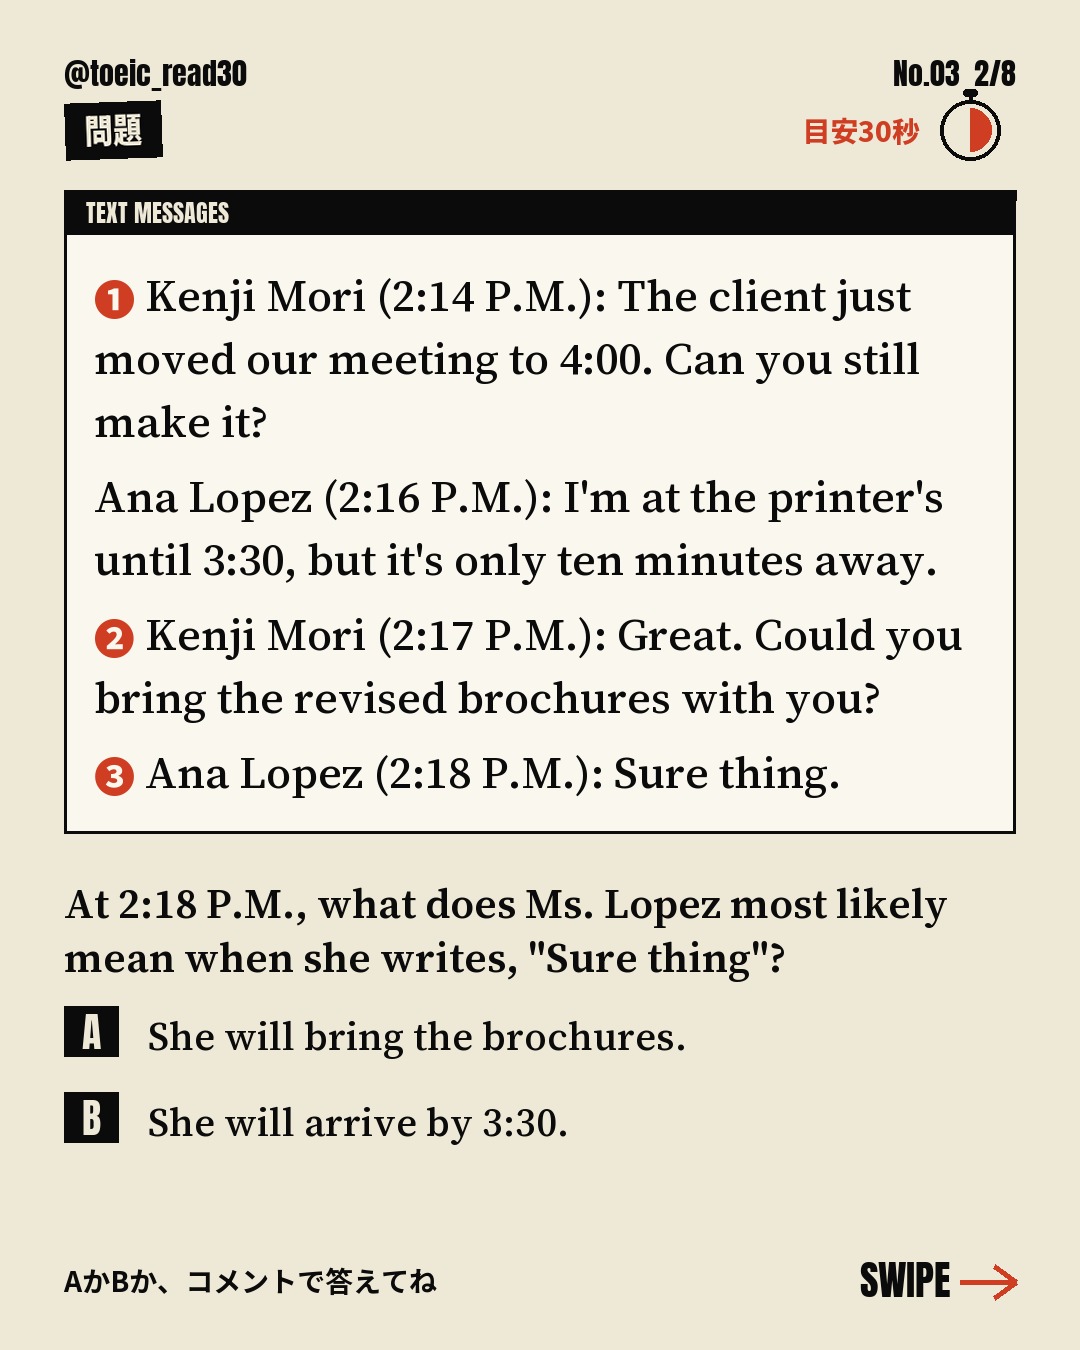 @toeic_read30
No.03 2/8
問題
目安30秒
TEXT MESSAGES
❶ Kenji Mori (2:14 P.M.): The client just
moved our meeting to 4:00. Can you still
make it?
Ana Lopez (2:16 P.M.): I'm at the printer's
until 3:30, but it's only ten minutes away.
❷ Kenji Mori (2:17 P.M.): Great. Could you
bring the revised brochures with you?
❸ Ana Lopez (2:18 P.M.): Sure thing.
At 2:18 P.M., what does Ms. Lopez most likely
mean when she writes, "Sure thing"?
A She will bring the brochures.
B She will arrive by 3:30.
AかBか、コメントで答えてね
SWIPE